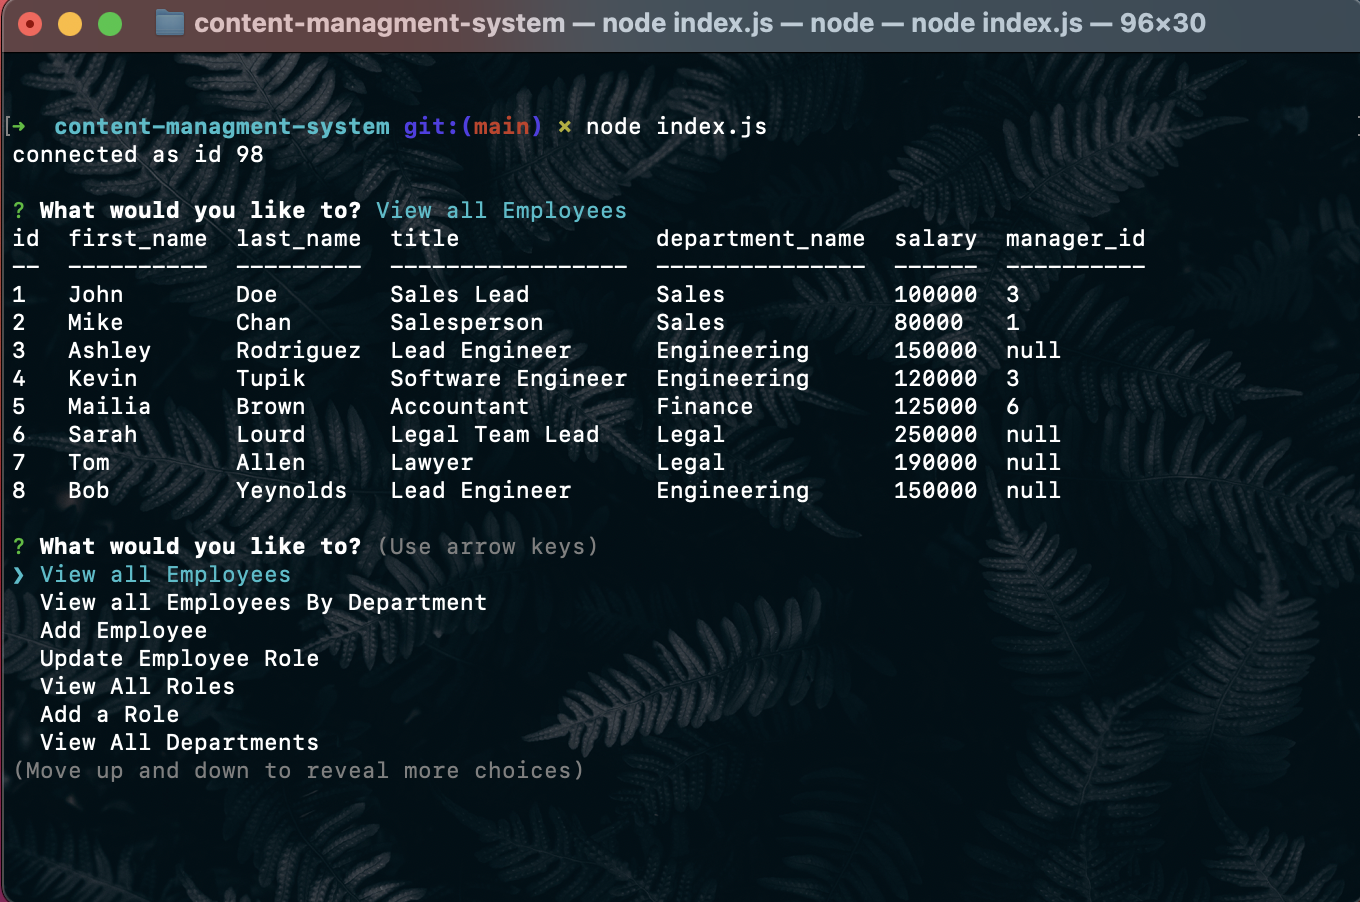 content-managment-system — node index.js — node — node index.js — 96×30
[➜  content-managment-system git:(main) ✗ node index.js
connected as id 98
? What would you like to? View all Employees
id  first_name  last_name  title              department_name  salary  manager_id
--  ----------  ---------  -----------------  ---------------  ------  ----------
1   John        Doe        Sales Lead         Sales            100000  3
2   Mike        Chan       Salesperson        Sales            80000   1
3   Ashley      Rodriguez  Lead Engineer      Engineering      150000  null
4   Kevin       Tupik      Software Engineer  Engineering      120000  3
5   Mailia      Brown      Accountant         Finance          125000  6
6   Sarah       Lourd      Legal Team Lead    Legal            250000  null
7   Tom         Allen      Lawyer             Legal            190000  null
8   Bob         Yeynolds   Lead Engineer      Engineering      150000  null
? What would you like to? (Use arrow keys)
❯ View all Employees
  View all Employees By Department
  Add Employee
  Update Employee Role
  View All Roles
  Add a Role
  View All Departments
(Move up and down to reveal more choices)